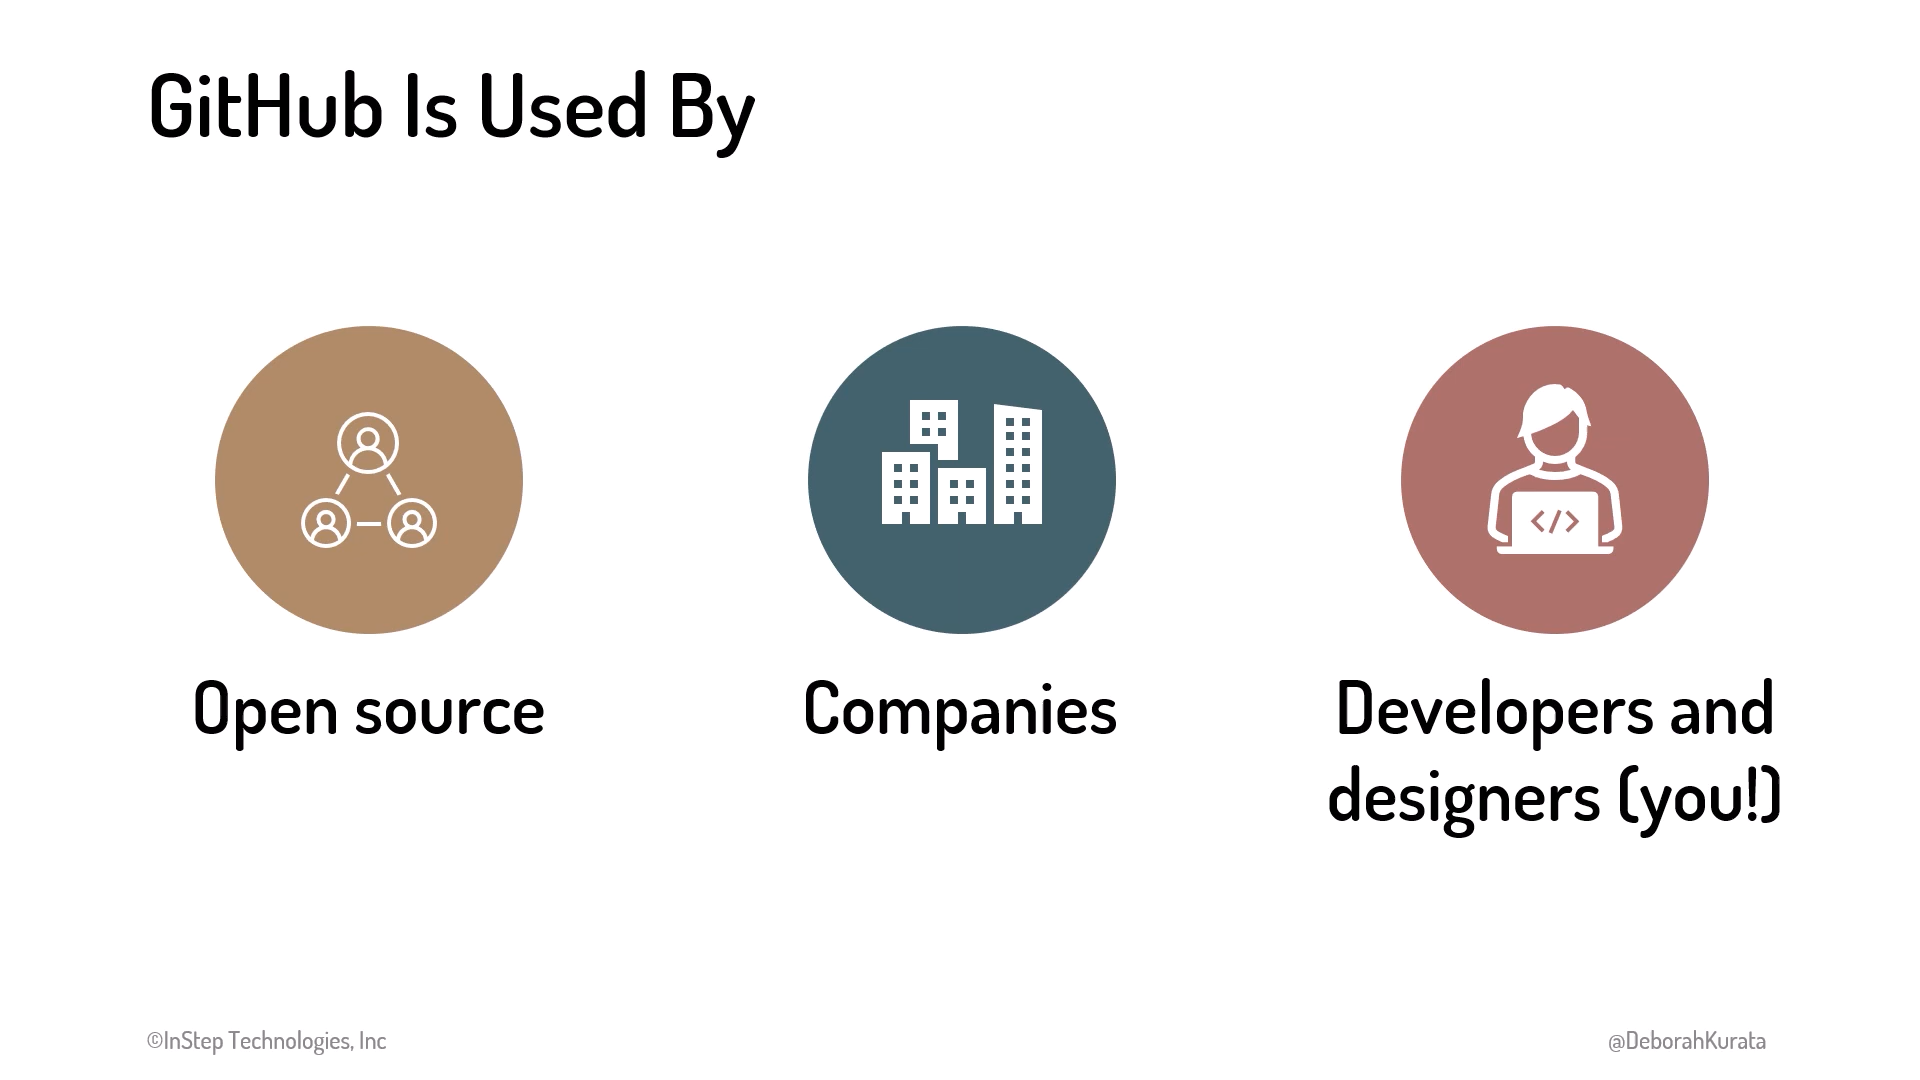 GitHub Is Used By
Open source
Companies
Developers and
designers (you!)
</>
©InStep Technologies, Inc
@DeborahKurata